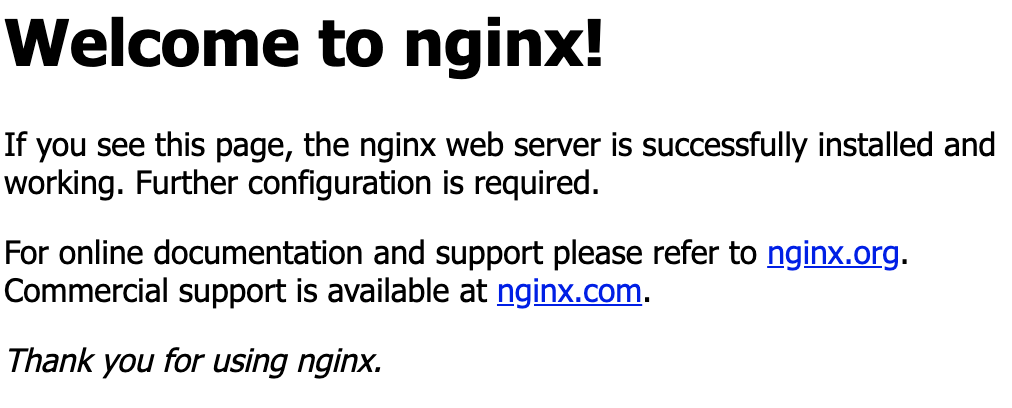 Welcome to nginx!
If you see this page, the nginx web server is successfully installed and
working. Further configuration is required.
For online documentation and support please refer to nginx.org.
Commercial support is available at nginx.com.
Thank you for using nginx.